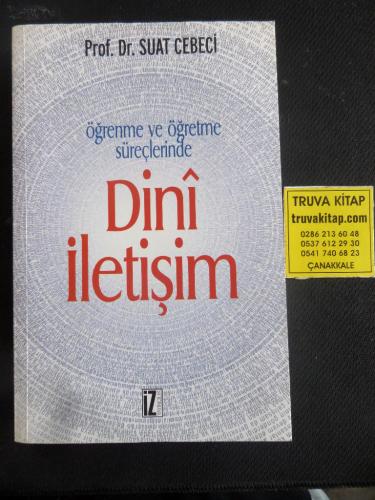 Prof. Dr. SUAT CEBECİ
öğrenme ve öğretme
süreçlerinde
Dinî
iletişim
İZ
TRUVA KİTAP
truvakitap.com
0286 213 60 48
0537 612 29 30
0541 740 68 23
ÇANAKKALE